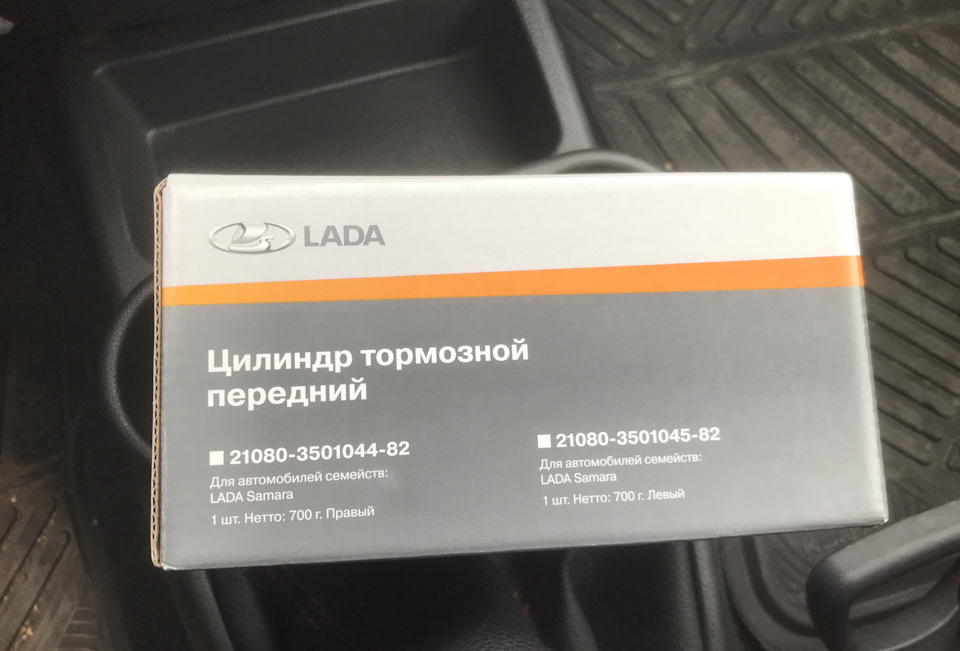 LADA
Цилиндр тормозной
передний
21080-3501044-82
Для автомобилей семейств:
LADA Samara
1 шт. Нетто: 700 г. Правый
21080-3501045-82
Для автомобилей семейств:
LADA Samara
1 шт. Нетто: 700 г. Левый